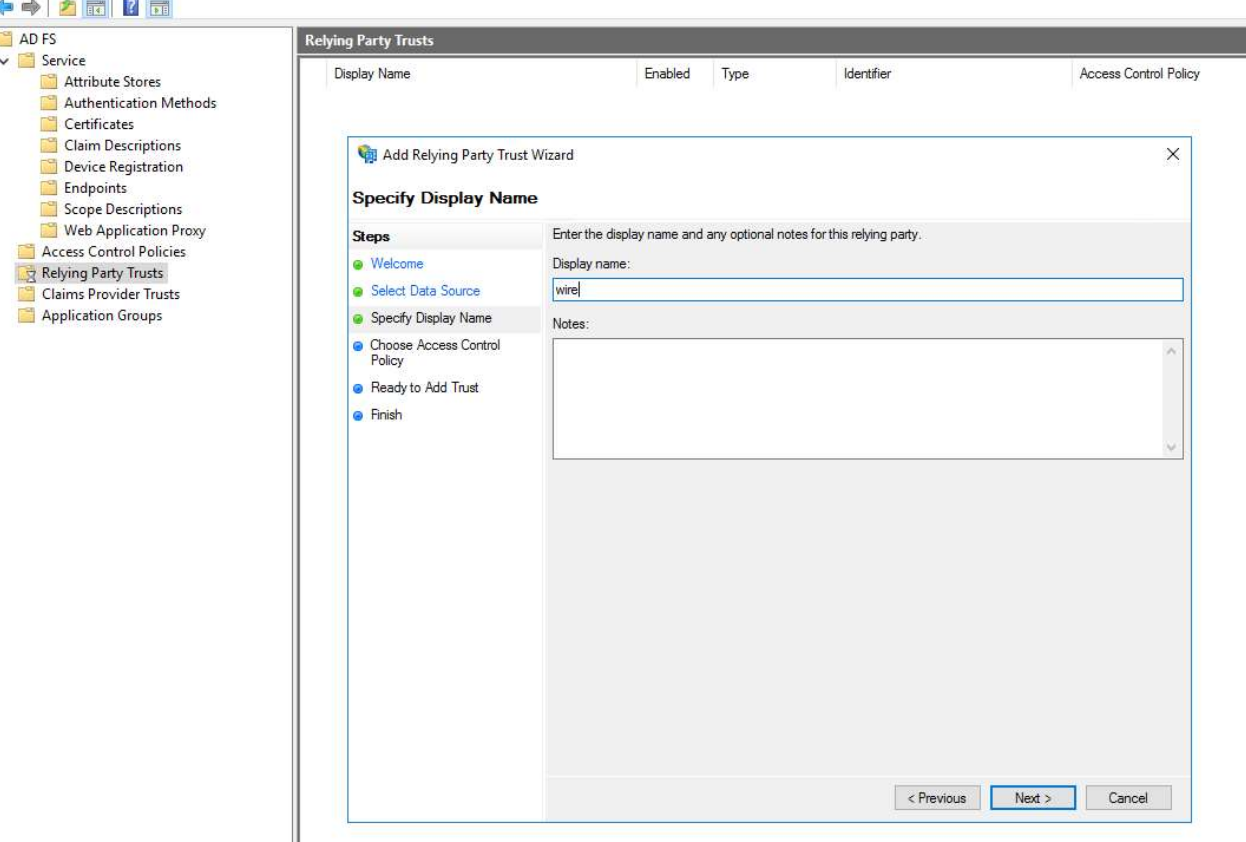 AD FS
Service
Attribute Stores
Authentication Methods
Certificates
Claim Descriptions
Device Registration
Endpoints
Scope Descriptions
Web Application Proxy
Access Control Policies
Relying Party Trusts
Claims Provider Trusts
Application Groups
Relying Party Trusts
Display Name Enabled Type Identifier Access Control Policy
Add Relying Party Trust Wizard
Specify Display Name
Steps
Welcome
Select Data Source
Specify Display Name
Choose Access Control
Policy
Ready to Add Trust
Finish
Enter the display name and any optional notes for this relying party.
Display name:
wire
Notes:
< Previous Next > Cancel